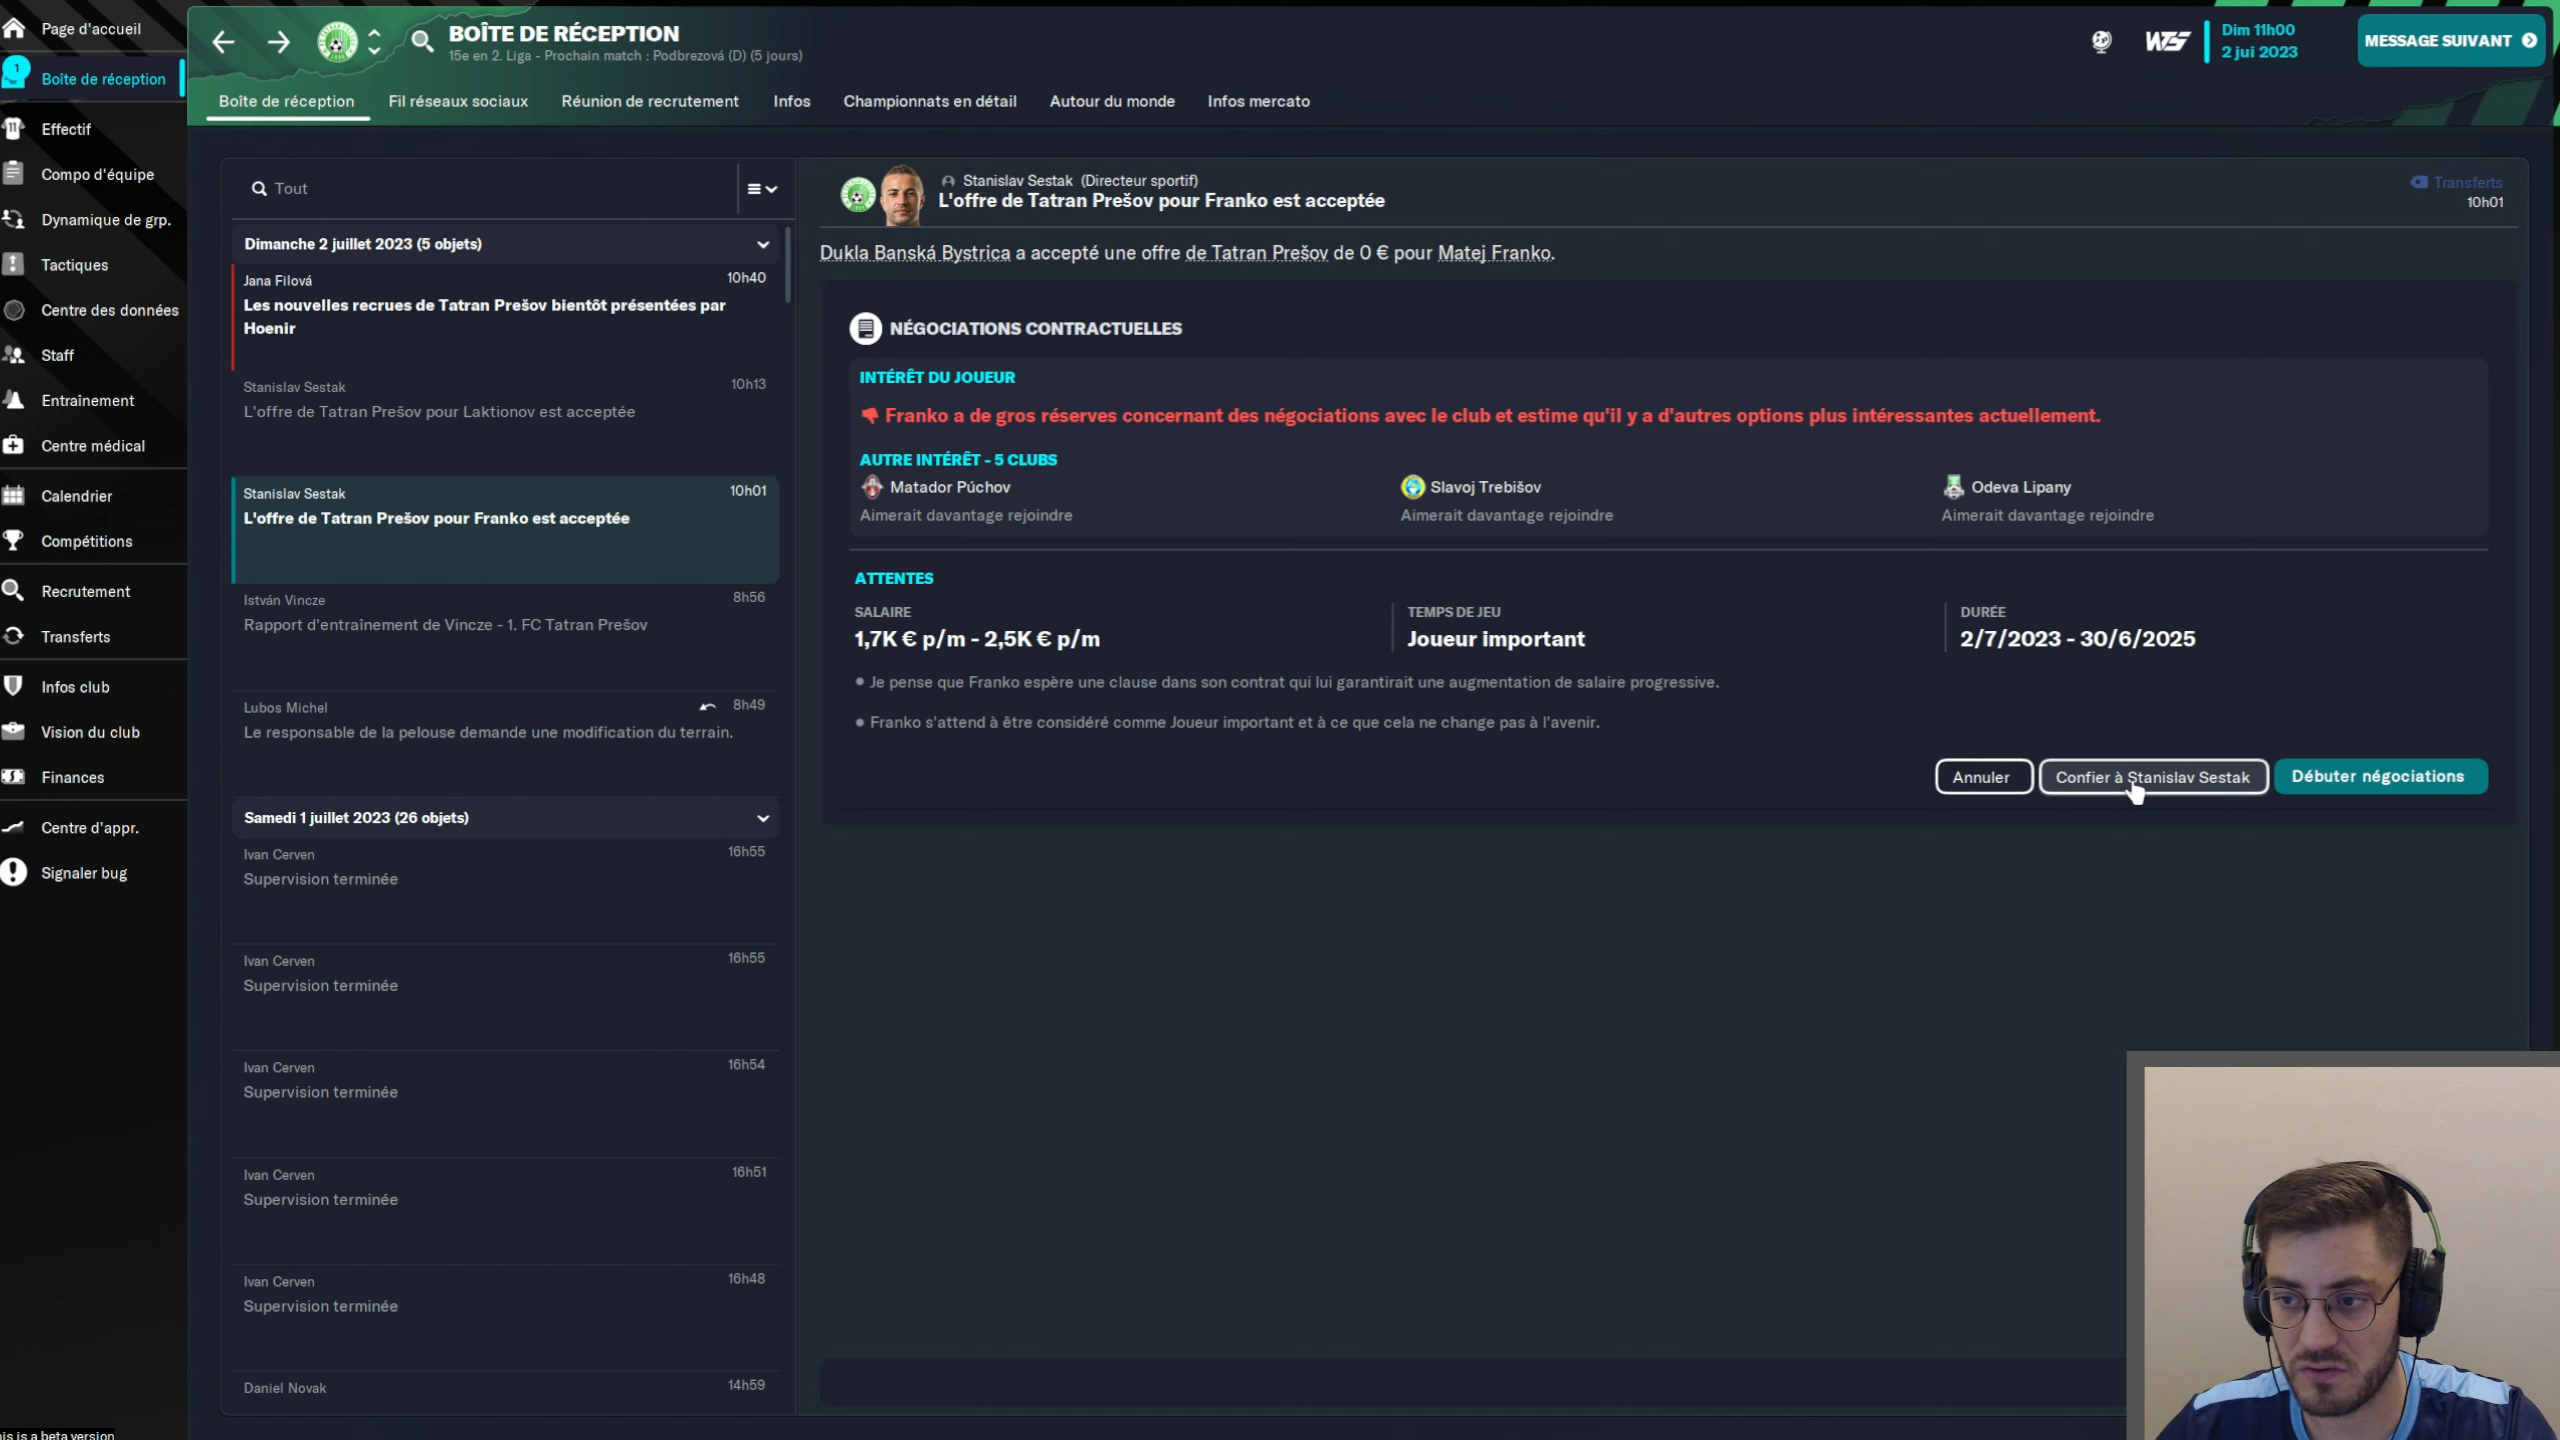 Page d'accueil
1
Boîte de réception
Effectif
Compo d'équipe
Dynamique de grp.
Tactiques
Centre des données
Staff
Entraînement
Centre médical
Calendrier
Compétitions
Recrutement
Transferts
Infos club
Vision du club
Finances
Centre d'appr.
Signaler bug
BOÎTE DE RÉCEPTION
15e en 2. Liga - Prochain match : Podbrezová (D) (5 jours)
Dim 11h00
2 jui 2023
MESSAGE SUIVANT
Boîte de réception
Fil réseaux sociaux
Réunion de recrutement
Infos
Championnats en détail
Autour du monde
Infos mercato
Tout
Dimanche 2 juillet 2023 (5 objets)
Jana Filová 10h40
Les nouvelles recrues de Tatran Prešov bientôt présentées par
Hoenir
Stanislav Sestak 10h13
L'offre de Tatran Prešov pour Laktionov est acceptée
Stanislav Sestak 10h01
L'offre de Tatran Prešov pour Franko est acceptée
István Vincze 8h56
Rapport d'entraînement de Vincze - 1. FC Tatran Prešov
Lubos Michel 8h49
Le responsable de la pelouse demande une modification du terrain.
Samedi 1 juillet 2023 (26 objets)
Ivan Cerven 16h55
Supervision terminée
Ivan Cerven 16h55
Supervision terminée
Ivan Cerven 16h54
Supervision terminée
Ivan Cerven 16h51
Supervision terminée
Ivan Cerven 16h48
Supervision terminée
Daniel Novak 14h59
Stanislav Sestak (Directeur sportif)
L'offre de Tatran Prešov pour Franko est acceptée
Transferts
10h01
Dukla Banská Bystrica a accepté une offre de Tatran Prešov de 0 € pour Matej Franko.
NÉGOCIATIONS CONTRACTUELLES
INTÉRÊT DU JOUEUR
Franko a de gros réserves concernant des négociations avec le club et estime qu'il y a d'autres options plus intéressantes actuellement.
AUTRE INTÉRÊT - 5 CLUBS
Matador Púchov
Aimerait davantage rejoindre
Slavoj Trebišov
Aimerait davantage rejoindre
Odeva Lipany
Aimerait davantage rejoindre
ATTENTES
SALAIRE
1,7K € p/m - 2,5K € p/m
TEMPS DE JEU
Joueur important
DURÉE
2/7/2023 - 30/6/2025
• Je pense que Franko espère une clause dans son contrat qui lui garantirait une augmentation de salaire progressive.
• Franko s'attend à être considéré comme Joueur important et à ce que cela ne change pas à l'avenir.
Annuler
Confier à Stanislav Sestak
Débuter négociations
is is a beta version